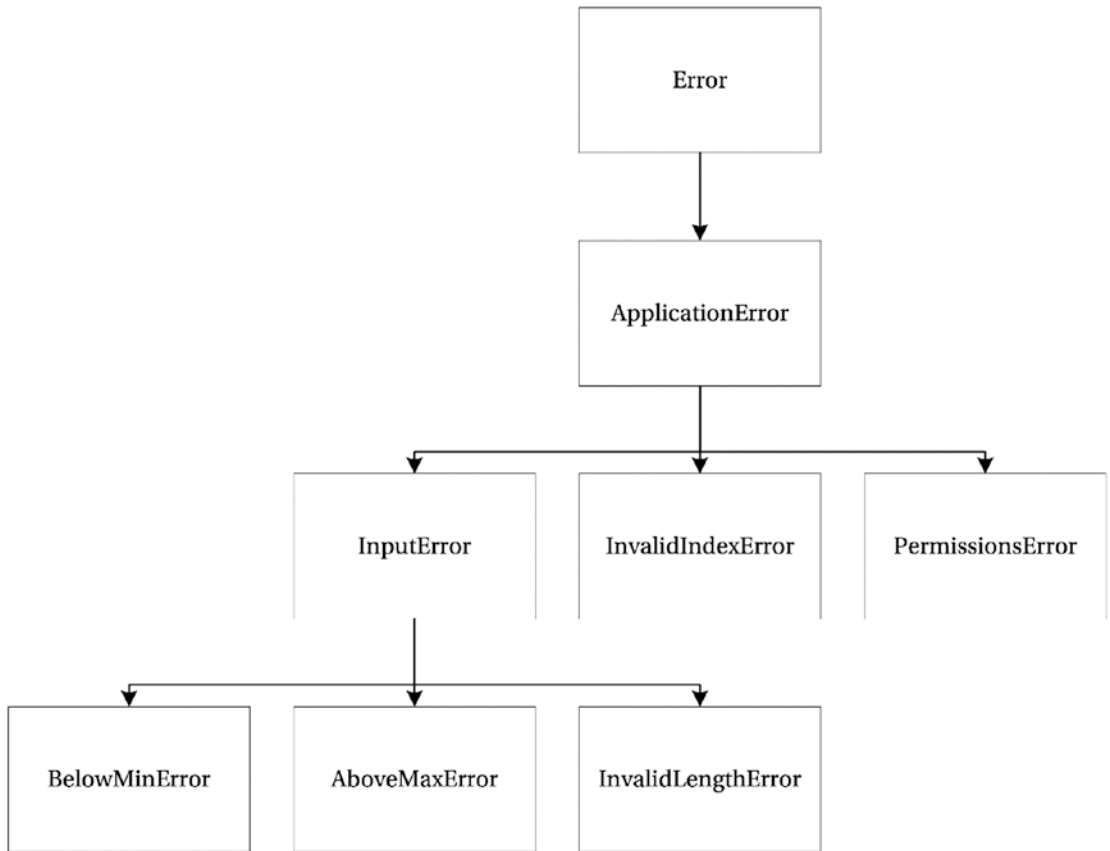 Error
ApplicationError
InputError
InvalidIndexError
PermissionsError
BelowMinError
AboveMaxError
InvalidLengthError